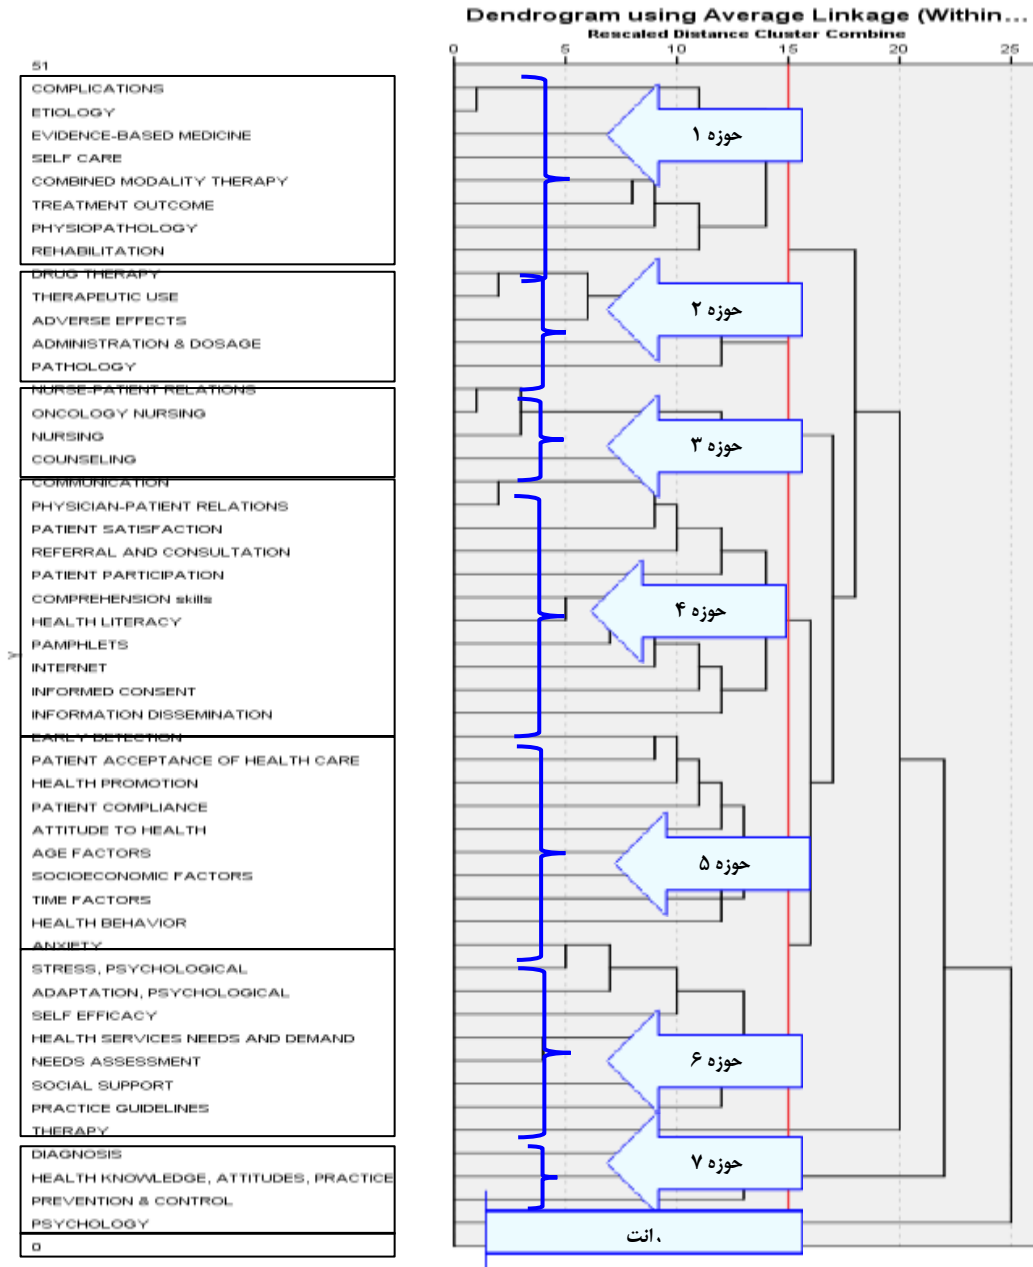 Dendrogram using Average Linkage (Within...
Rescaled Distance Cluster Combine
0 5 10 15 20 25
51
COMPLICATIONS
ETIOLOGY
EVIDENCE-BASED MEDICINE
SELF CARE
COMBINED MODALITY THERAPY
TREATMENT OUTCOME
PHYSIOPATHOLOGY
REHABILITATION
حوزه ۱
DRUG THERAPY
THERAPEUTIC USE
ADVERSE EFFECTS
ADMINISTRATION & DOSAGE
PATHOLOGY
حوزه ۲
NURSE-PATIENT RELATIONS
ONCOLOGY NURSING
NURSING
COUNSELING
حوزه ۳
COMMUNICATION
PHYSICIAN-PATIENT RELATIONS
PATIENT SATISFACTION
REFERRAL AND CONSULTATION
PATIENT PARTICIPATION
COMPREHENSION skills
HEALTH LITERACY
PAMPHLETS
INTERNET
INFORMED CONSENT
INFORMATION DISSEMINATION
حوزه ۴
Y
EARLY DETECTION
PATIENT ACCEPTANCE OF HEALTH CARE
HEALTH PROMOTION
PATIENT COMPLIANCE
ATTITUDE TO HEALTH
AGE FACTORS
SOCIOECONOMIC FACTORS
TIME FACTORS
HEALTH BEHAVIOR
حوزه ۵
ANXIETY
STRESS, PSYCHOLOGICAL
ADAPTATION, PSYCHOLOGICAL
SELF EFFICACY
HEALTH SERVICES NEEDS AND DEMAND
NEEDS ASSESSMENT
SOCIAL SUPPORT
PRACTICE GUIDELINES
THERAPY
حوزه ۶
DIAGNOSIS
HEALTH KNOWLEDGE, ATTITUDES, PRACTICE
PREVENTION & CONTROL
PSYCHOLOGY
حوزه ۷
0
انت.